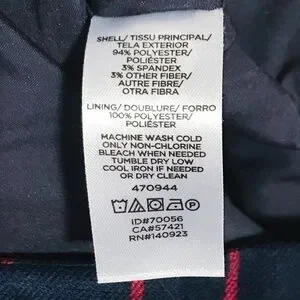 SHELL/ TISSU PRINCIPAL/
TELA EXTERIOR
94% POLYESTER/
POLIÉSTER
3% SPANDEX
3% OTHER FIBER/
AUTRE FIBRE/
OTRA FIBRA
LINING/ DOUBLURE/ FORRO
100% POLYESTER/
POLIÉSTER
MACHINE WASH COLD
ONLY NON-CHLORINE
BLEACH WHEN NEEDED
TUMBLE DRY LOW
COOL IRON IF NEEDED
OR DRY CLEAN
470944
ID#70056
CA#57421
RN#140923